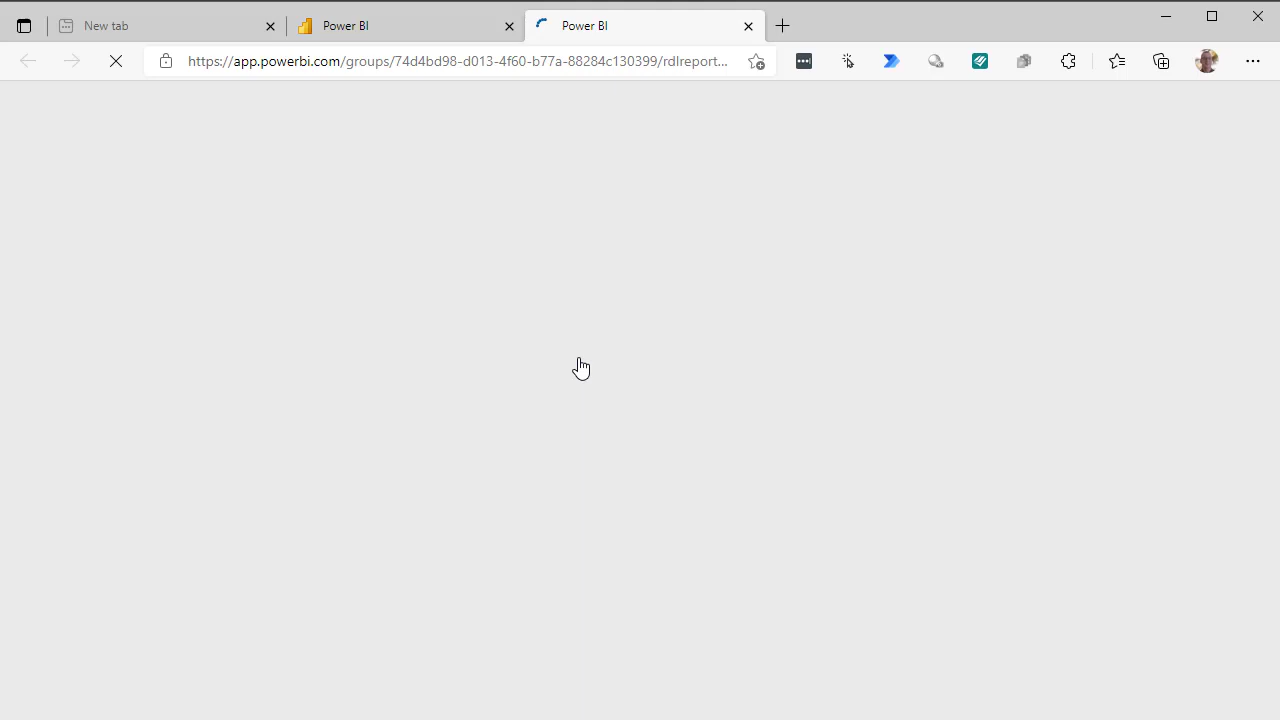 New tab
Power BI
Power BI
https://app.powerbi.com/groups/74d4bd98-d013-4f60-b77a-88284c130399/rdlreport...